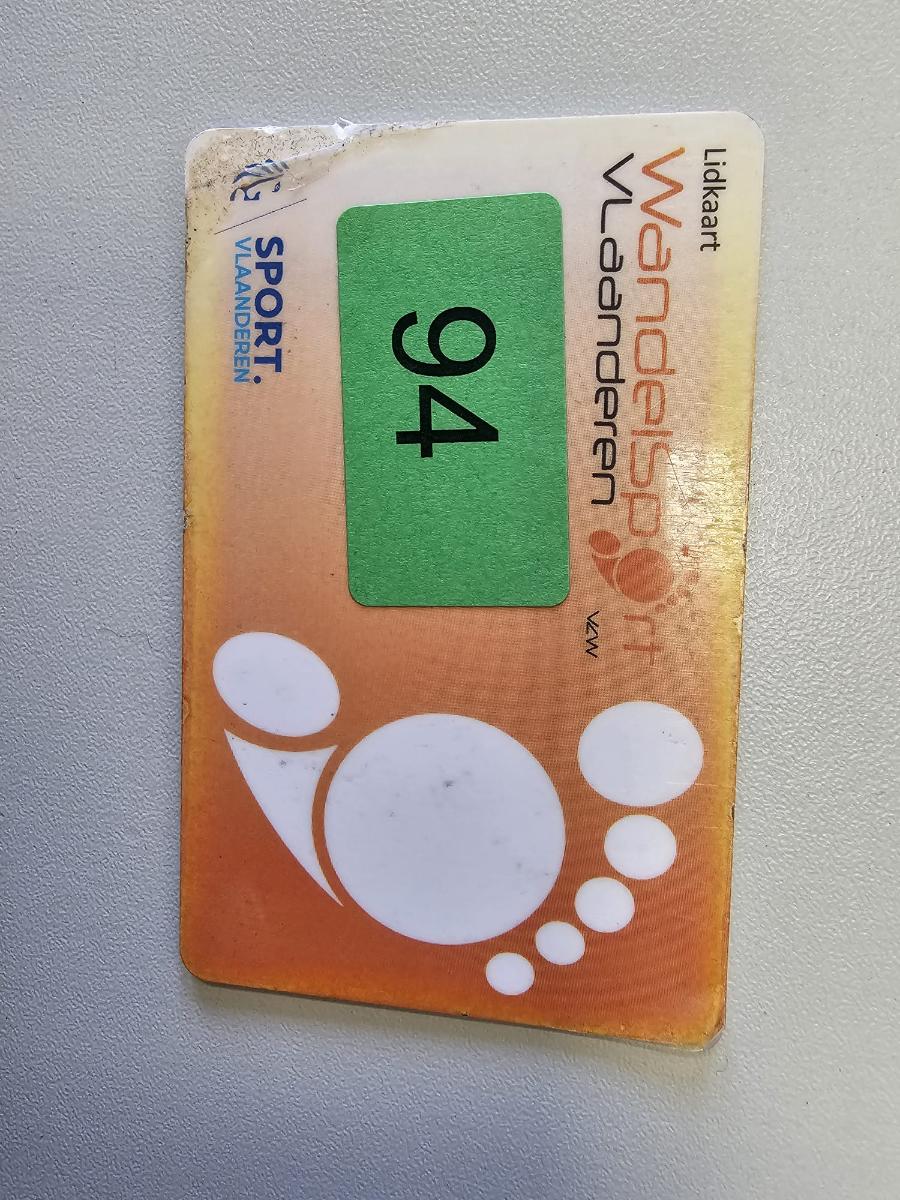 Lidkaart
WandelSport
Vlaanderen
vzw
94
SPORT.
VLAANDEREN